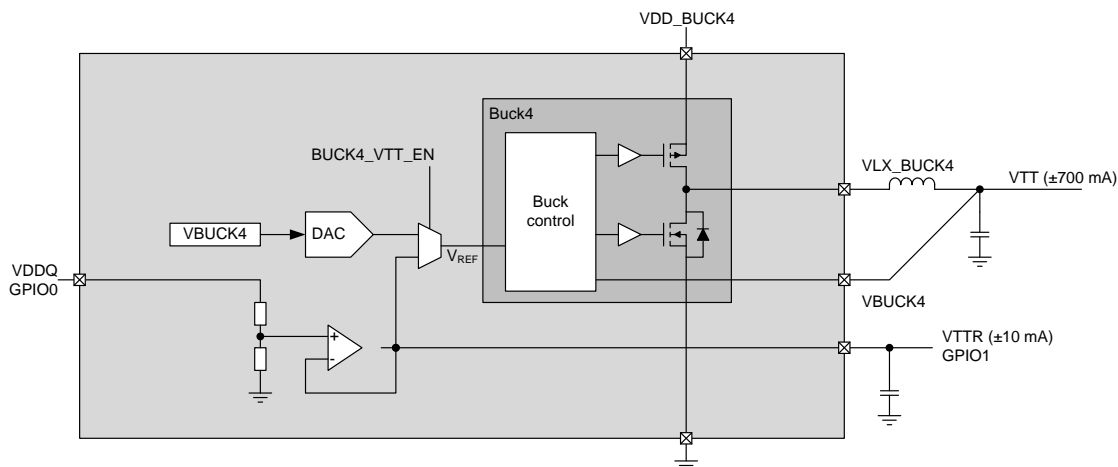 VDD_BUCK4
Buck4
BUCK4_VTT_EN
VLX_BUCK4
VTT (±700 mA)
Buck
control
VBUCK4
DAC
VREF
VDDQ
GPIO0
VBUCK4
+
-
VTTR (±10 mA)
GPIO1